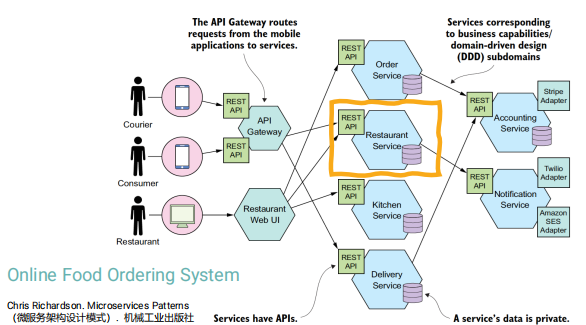 The API Gateway routes
requests from the mobile
applications to services.
Services corresponding
to business capabilities/
domain-driven design
(DDD) subdomains
REST
API
Order
Service
Courier
REST
API
REST
API
API
Gateway
REST
API
Restaurant
Service
REST
API
Accounting
Service
Stripe
Adapter
Consumer
Restaurant
Restaurant
Web UI
REST
API
Kitchen
Service
REST
API
Notification
Service
Twilio
Adapter
Amazon
SES
Adapter
REST
API
Delivery
Service
Online Food Ordering System
Chris Richardson. Microservices Patterns
（微服务架构设计模式）. 机械工业出版社
Services have APIs.
A service's data is private.